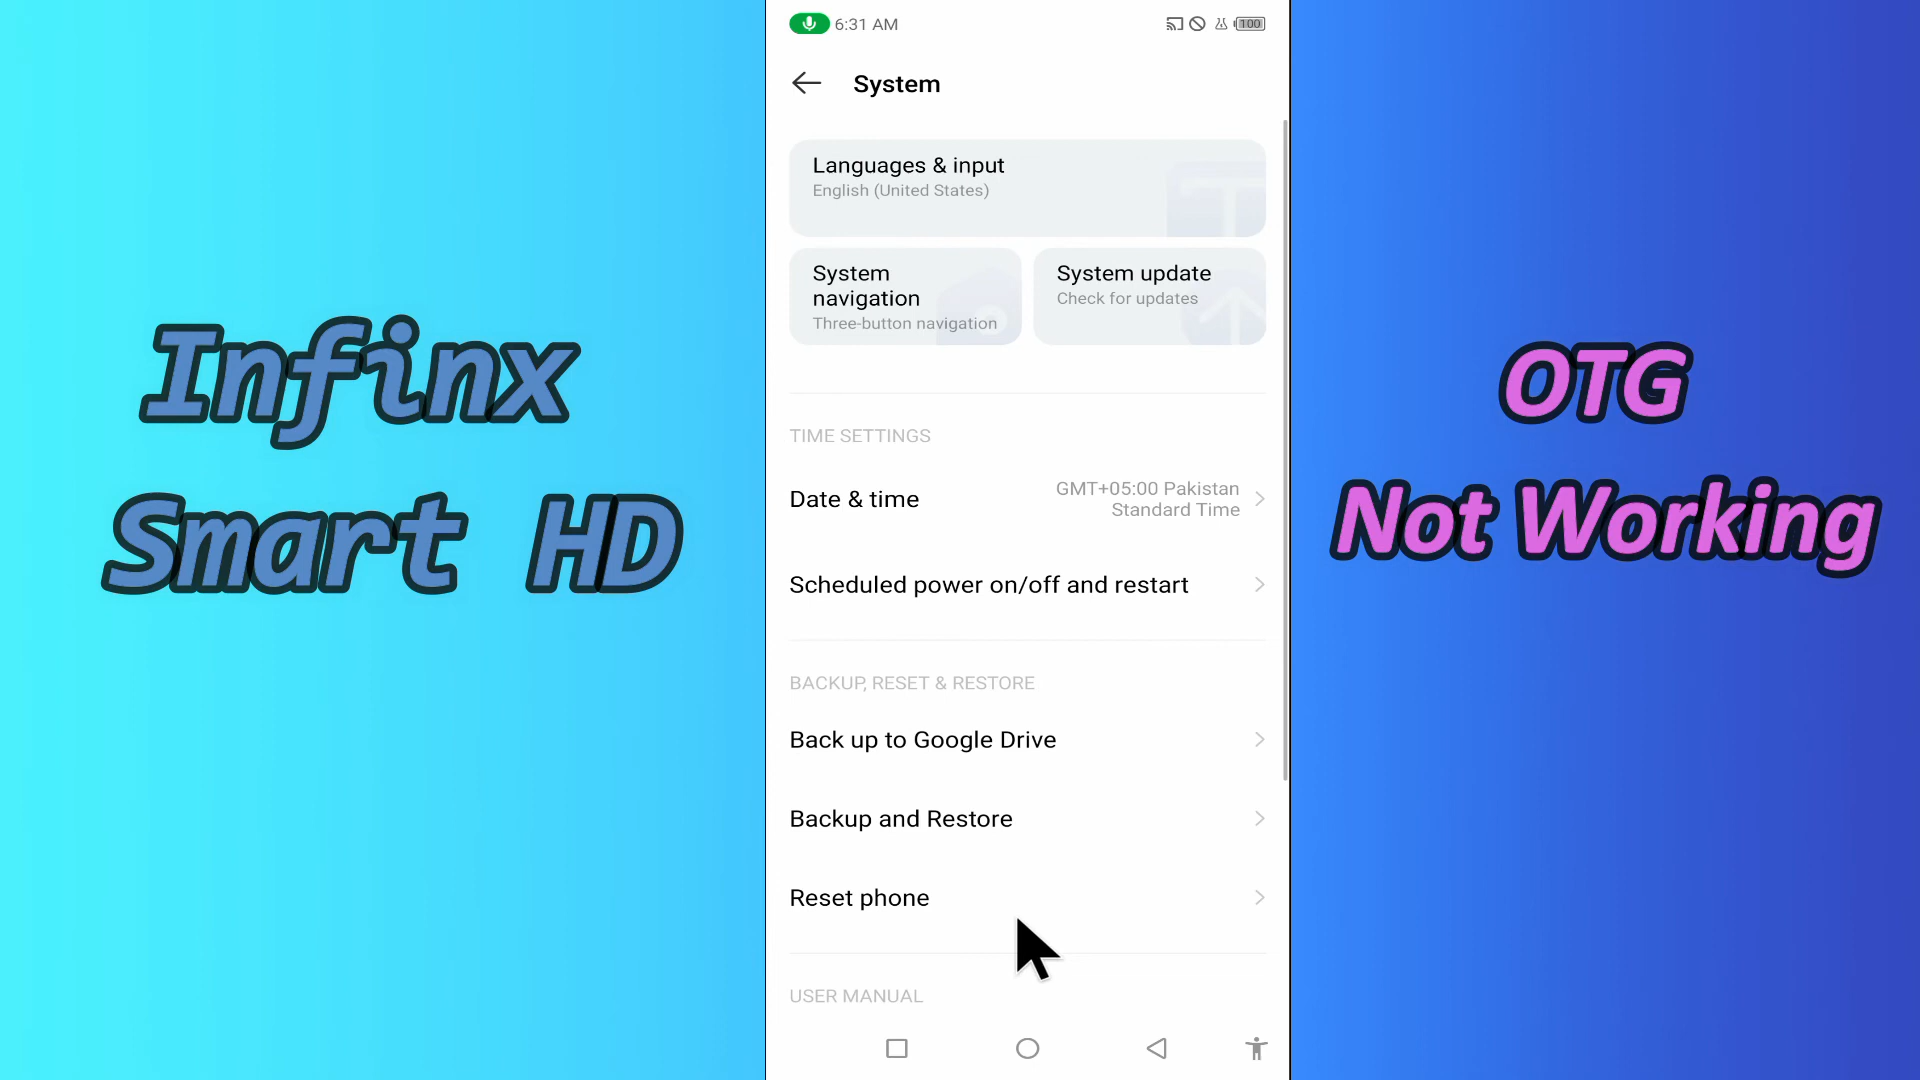 6:31 AM
100
System
Languages & input
English (United States)
System
navigation
Three-button navigation
System update
Check for updates
TIME SETTINGS
Date & time
GMT+05:00 Pakistan
Standard Time
Scheduled power on/off and restart
BACKUP, RESET & RESTORE
Back up to Google Drive
Backup and Restore
Reset phone
USER MANUAL
Infinx
Smart HD
OTG
Not Working